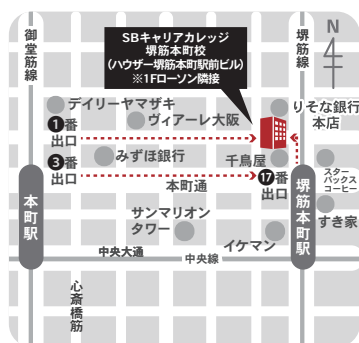 御堂筋線
SBキャリアカレッジ
堺筋本町校
(ハウザー堺筋本町駅前ビル)
※1Fローソン隣接
堺筋線
N
デイリーヤマザキ
りそな銀行
本店
1番
出口
ヴィアーレ大阪
3番
出口
みずほ銀行
千鳥屋
17番
出口
スター
バックス
コーヒー
本町通
本町駅
堺筋本町駅
サンマリオン
タワー
すき家
イケマン
中央大通
中央線
心斎橋筋